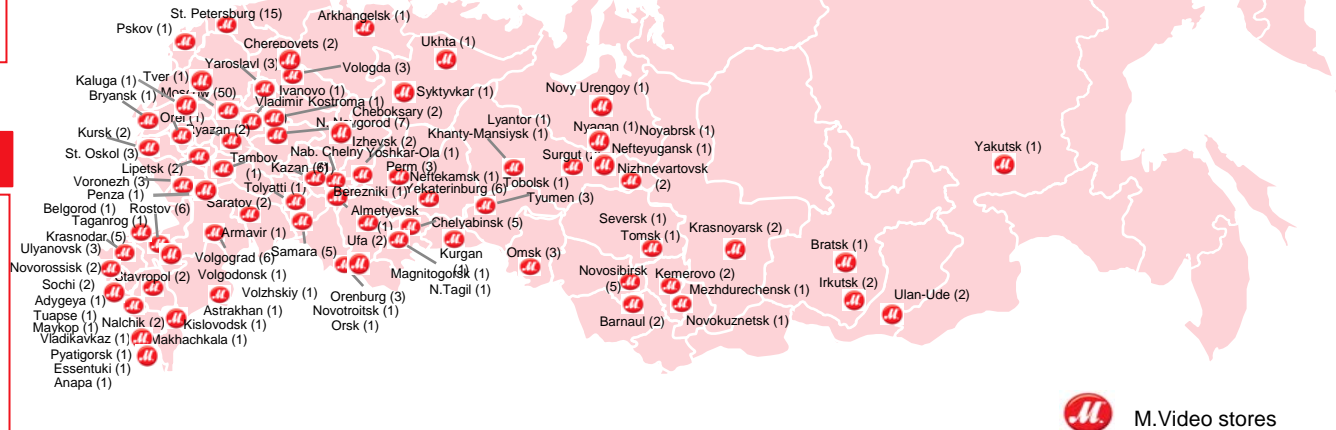 St. Petersburg (15)
Arkhangelsk (1)
Pskov (1)
Cherepovets (2)
Ukhta (1)
Yaroslavl (3)
Vologda (3)
Kaluga (1)
Tver (1)
Moscow (50)
Ivanovo (1)
Syktyvkar (1)
Novy Urengoy (1)
Bryansk (1)
Vladimir
Kostroma (1)
Cheboksary (2)
Orel (1)
Ryazan (2)
N. Novgorod (7)
Lyantor (1)
Nyagan (1)
Noyabrsk (1)
Kursk (2)
Izhevsk (2)
Khanty-Mansiysk (1)
Nefteyugansk (1)
Yakutsk (1)
St. Oskol (3)
Nab. Chelny
Yoshkar-Ola (1)
Surgut
Lipetsk (2)
Tambov
(1)
Kazan (6)
Perm (3)
Neftekamsk (1)
Nizhnevartovsk
(2)
Voronezh (3)
Tolyatti (1)
Berezniki (1)
Yekaterinburg (6)
Tobolsk (1)
Penza (1)
Saratov (2)
Tyumen (3)
Belgorod (1)
Rostov (6)
Almetyevsk
(1)
Taganrog (1)
Chelyabinsk (5)
Seversk (1)
Krasnodar (5)
Armavir (1)
Krasnoyarsk (2)
Ufa (2)
Tomsk (1)
Bratsk (1)
Ulyanovsk (3)
Samara (5)
Kurgan
(1)
Omsk (3)
Volgograd (6)
Novorossisk (2)
Stavropol (2)
Volgodonsk (1)
Magnitogorsk (1)
Novosibirsk
(5)
Kemerovo (2)
Sochi (2)
Volzhskiy (1)
N.Tagil (1)
Mezhdurechensk (1)
Irkutsk (2)
Ulan-Ude (2)
Orenburg (3)
Adygeya (1)
Astrakhan (1)
Novotroitsk (1)
Tuapse (1)
Nalchik (2)
Kislovodsk (1)
Orsk (1)
Barnaul (2)
Novokuznetsk (1)
Maykop (1)
Vladikavkaz (1)
Makhachkala (1)
Pyatigorsk (1)
Essentuki (1)
Anapa (1)
M.Video stores